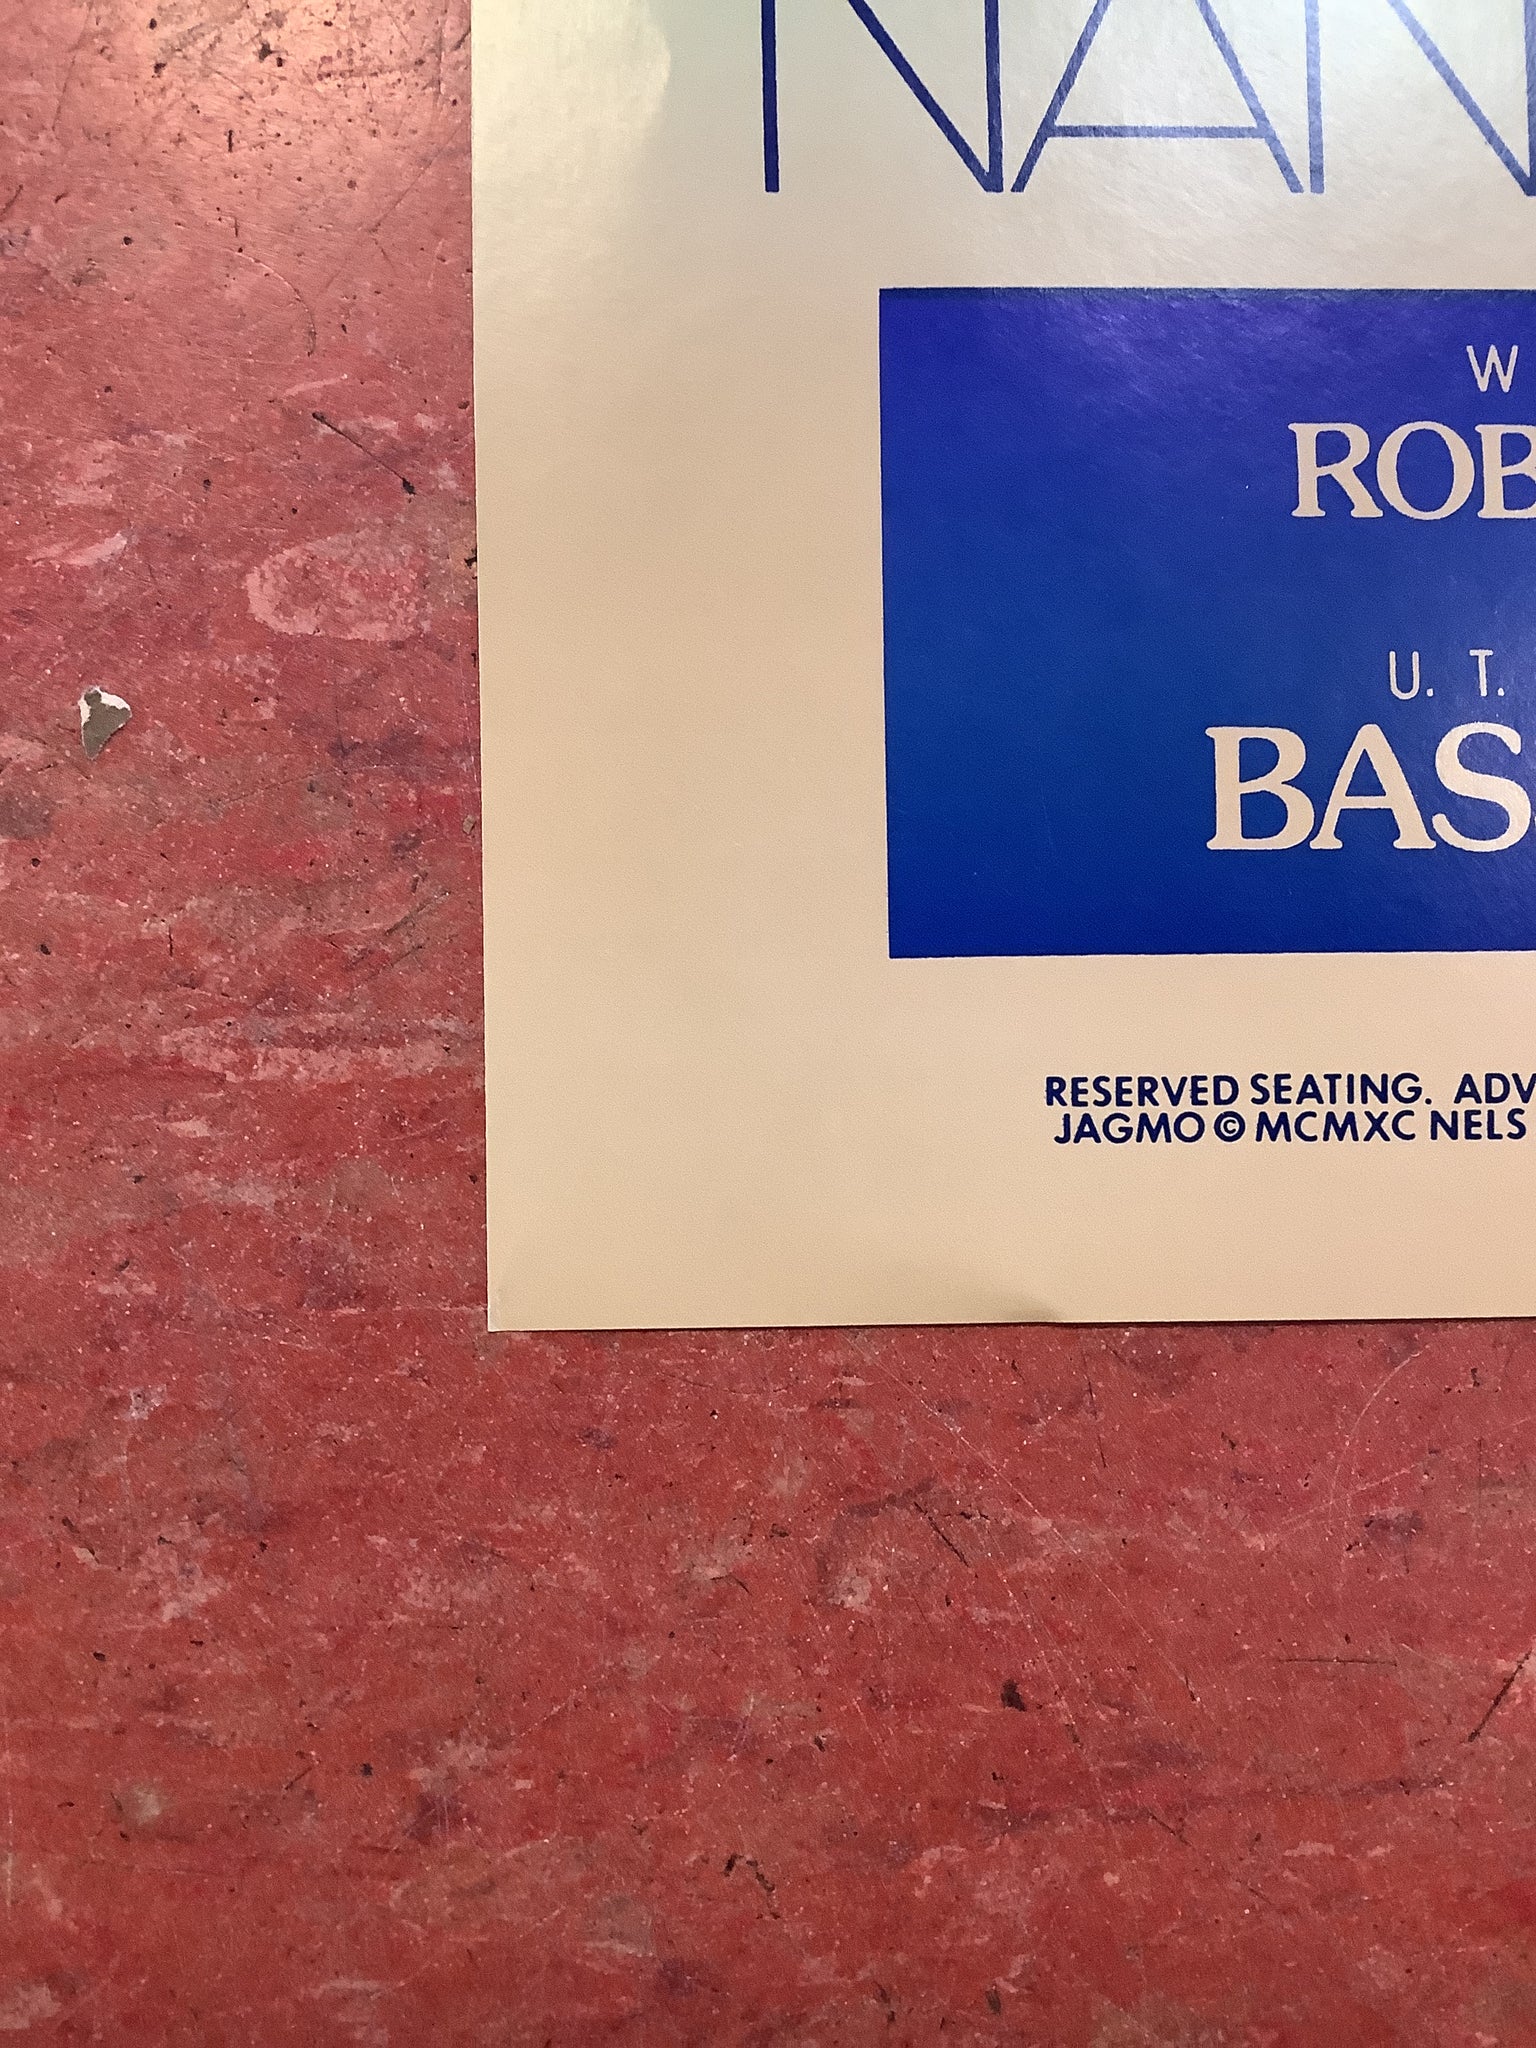 NAN
W
ROB
U. T.
BAS
RESERVED SEATING. ADV
JAGMO © MCMXC NELS